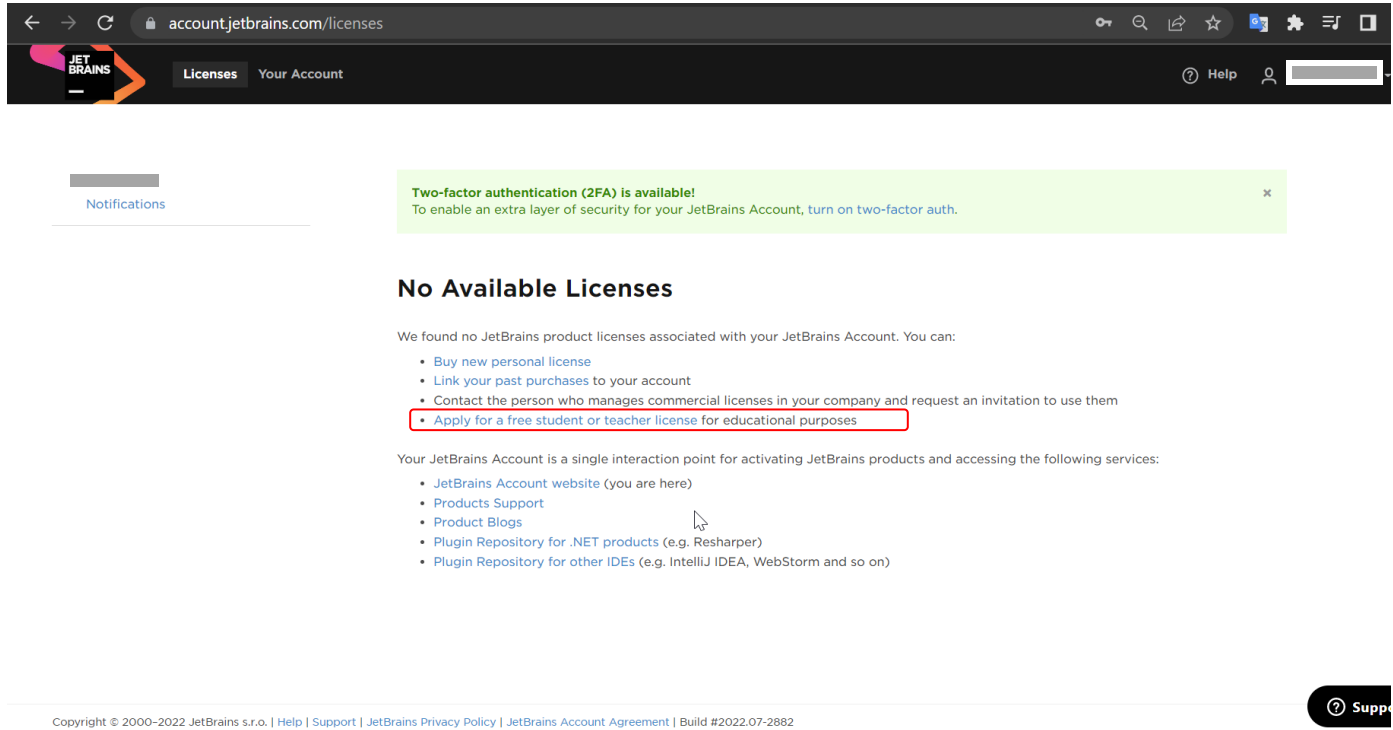 account.jetbrains.com/licenses
JET
BRAINS
Licenses
Your Account
Help
Notifications
Two-factor authentication (2FA) is available!
To enable an extra layer of security for your JetBrains Account, turn on two-factor auth.
No Available Licenses
We found no JetBrains product licenses associated with your JetBrains Account. You can:
• Buy new personal license
• Link your past purchases to your account
• Contact the person who manages commercial licenses in your company and request an invitation to use them
• Apply for a free student or teacher license for educational purposes
Your JetBrains Account is a single interaction point for activating JetBrains products and accessing the following services:
• JetBrains Account website (you are here)
• Products Support
• Product Blogs
• Plugin Repository for .NET products (e.g. Resharper)
• Plugin Repository for other IDEs (e.g. IntelliJ IDEA, WebStorm and so on)
Copyright © 2000–2022 JetBrains s.r.o. | Help | Support | JetBrains Privacy Policy | JetBrains Account Agreement | Build #2022.07-2882